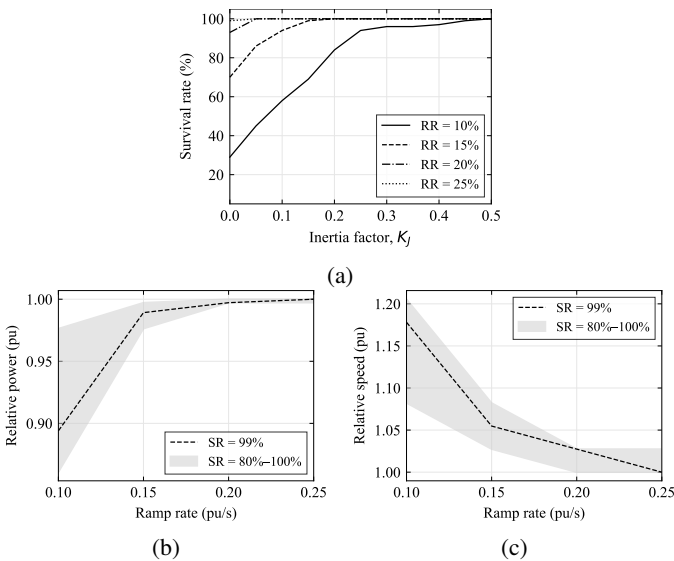 100
80
60
40
20
Survival rate (%)
RR = 10%
RR = 15%
RR = 20%
RR = 25%
0.0 0.1 0.2 0.3 0.4 0.5
Inertia factor, K_J
(a)
1.00
0.95
0.90
Relative power (pu)
SR = 99%
SR = 80%–100%
0.10 0.15 0.20 0.25
Ramp rate (pu/s)
(b)
1.20
1.15
1.10
1.05
1.00
Relative speed (pu)
SR = 99%
SR = 80%–100%
0.10 0.15 0.20 0.25
Ramp rate (pu/s)
(c)